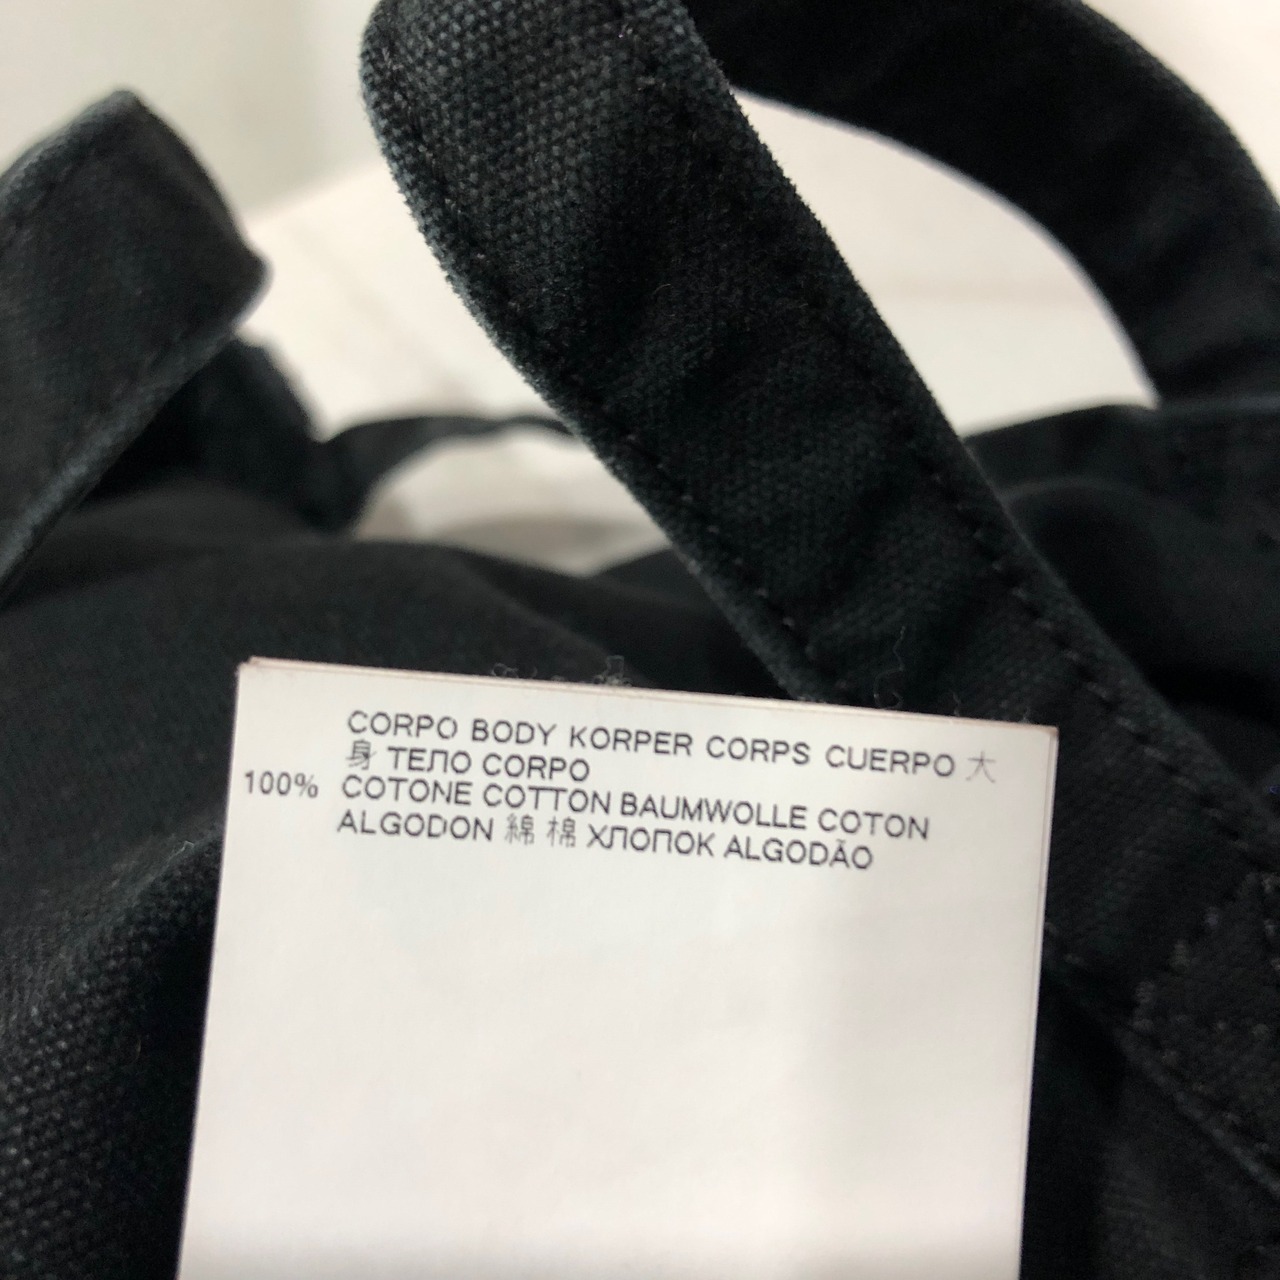 CORPO BODY KORPER CORPS CUERPO 大
身 ТЕЛО CORPO
100% COTONE COTTON BAUMWOLLE COTON
ALGODON 綿 棉 ХЛОПОК ALGODÃO